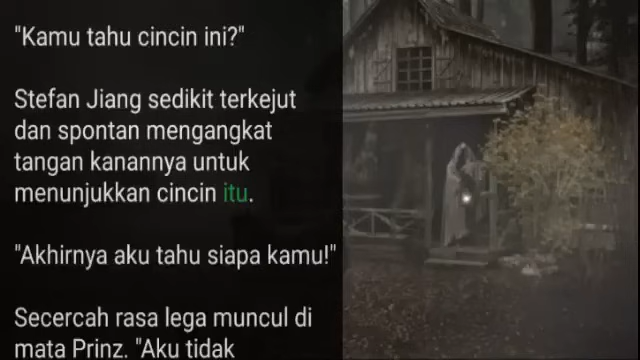 "Kamu tahu cincin ini?"
Stefan Jiang sedikit terkejut
dan spontan mengangkat
tangan kanannya untuk
menunjukkan cincin itu.
"Akhirnya aku tahu siapa kamu!"
Secercah rasa lega muncul di
mata Prinz. "Aku tidak